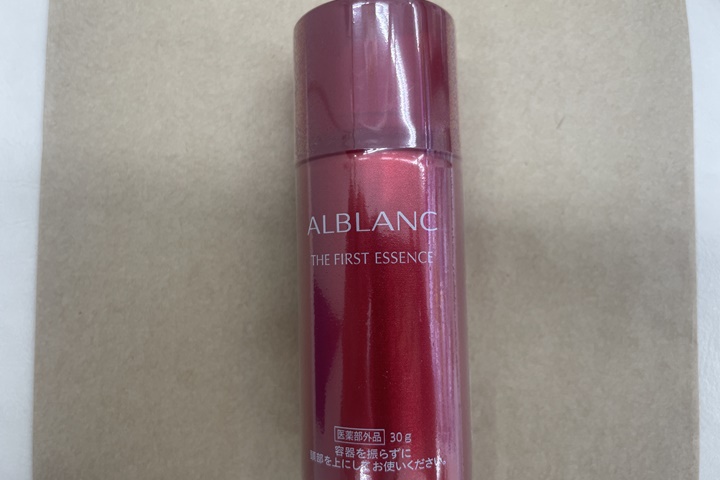 ALBLANC
THE FIRST ESSENCE
医薬部外品 30g
容器を振らずに
頭部を上にしてお使いください。